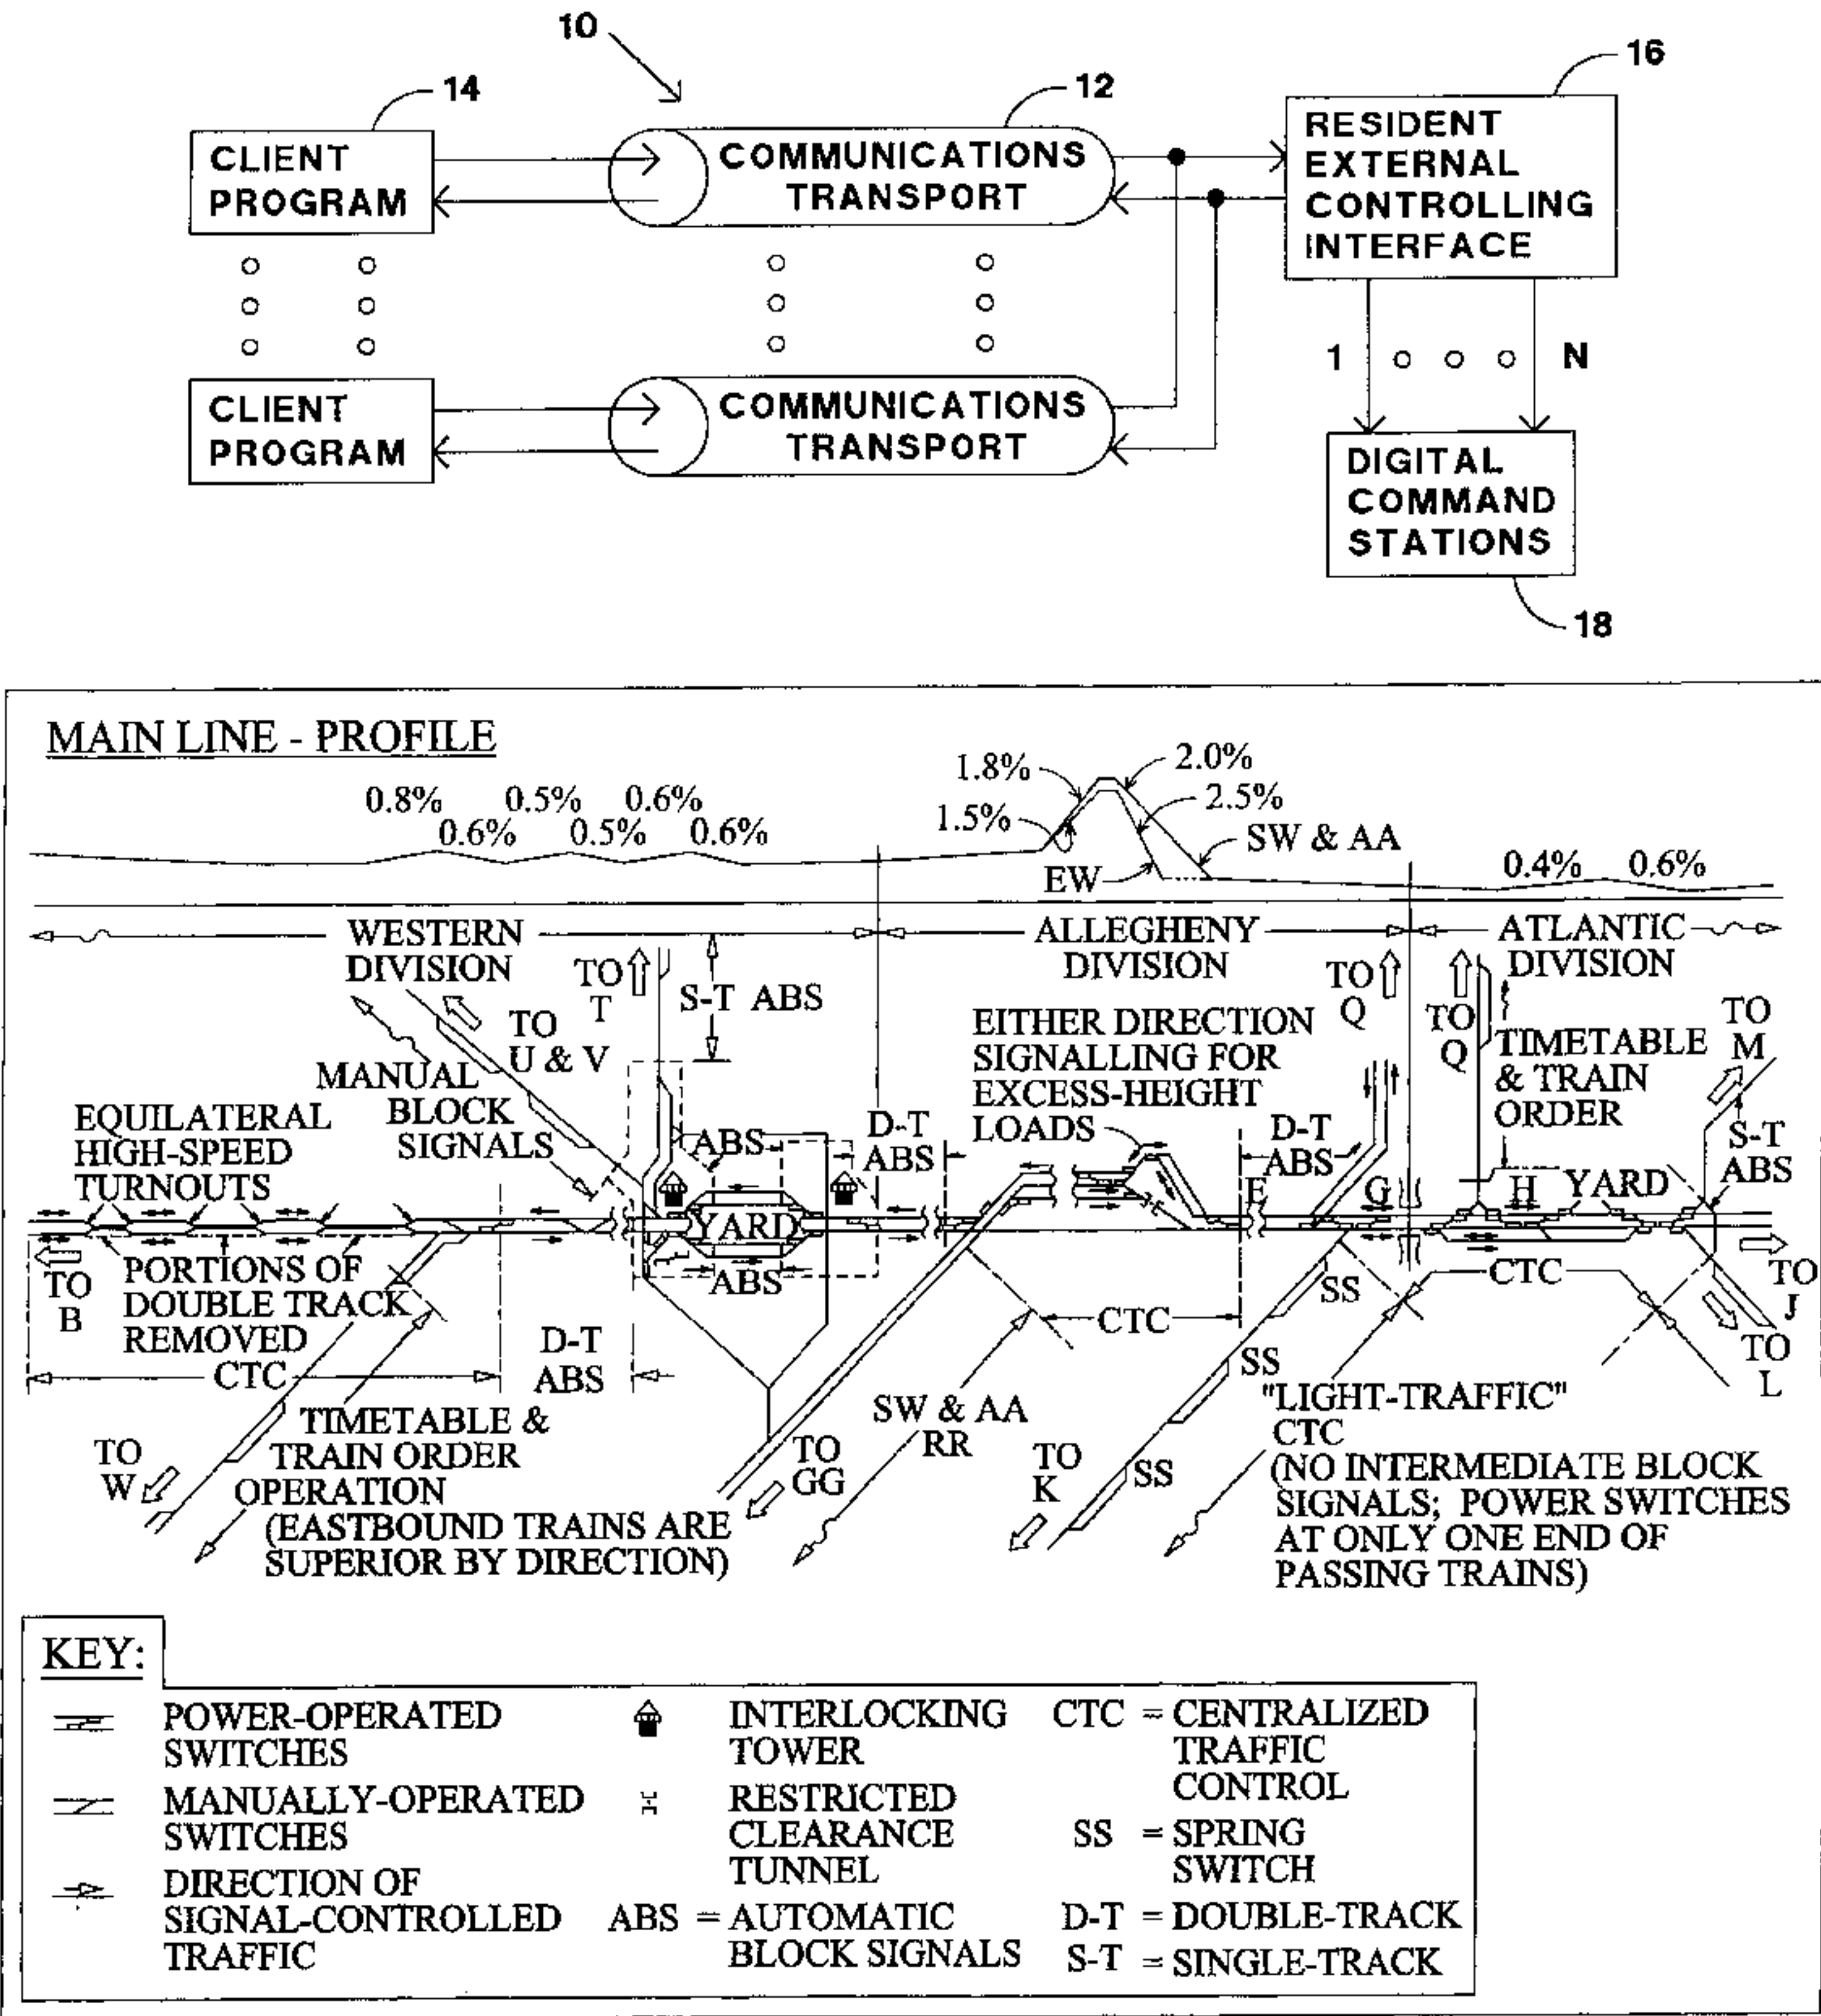 10
14
12
16
CLIENT
PROGRAM
COMMUNICATIONS
TRANSPORT
RESIDENT
EXTERNAL
CONTROLLING
INTERFACE
1
N
CLIENT
PROGRAM
COMMUNICATIONS
TRANSPORT
DIGITAL
COMMAND
STATIONS
18
MAIN LINE - PROFILE
0.8% 0.5% 0.6%
0.6% 0.5% 0.6%
1.8%
2.0%
1.5%
2.5%
EW
SW & AA
0.4% 0.6%
WESTERN
DIVISION
ALLEGHENY
DIVISION
ATLANTIC
DIVISION
TO
U & V
TO
T
S-T ABS
TO
Q
TO
Q
TO
M
MANUAL
BLOCK
SIGNALS
EITHER DIRECTION
SIGNALLING FOR
EXCESS-HEIGHT
LOADS
TIMETABLE
& TRAIN
ORDER
EQUILATERAL
HIGH-SPEED
TURNOUTS
ABS
D-T
ABS
D-T
ABS
S-T
ABS
YARD
E
G
H
YARD
ABS
TO
B
PORTIONS OF
DOUBLE TRACK
REMOVED
CTC
D-T
ABS
CTC
SS
CTC
TO
J
TO
L
SS
TO
W
TIMETABLE &
TRAIN ORDER
OPERATION
(EASTBOUND TRAINS ARE
SUPERIOR BY DIRECTION)
TO
GG
SW & AA
RR
TO
K
SS
"LIGHT-TRAFFIC"
CTC
(NO INTERMEDIATE BLOCK
SIGNALS; POWER SWITCHES
AT ONLY ONE END OF
PASSING TRAINS)
KEY:
POWER-OPERATED
SWITCHES
MANUALLY-OPERATED
SWITCHES
DIRECTION OF
SIGNAL-CONTROLLED
TRAFFIC
INTERLOCKING
TOWER
RESTRICTED
CLEARANCE
TUNNEL
ABS = AUTOMATIC
BLOCK SIGNALS
CTC = CENTRALIZED
TRAFFIC
CONTROL
SS = SPRING
SWITCH
D-T = DOUBLE-TRACK
S-T = SINGLE-TRACK